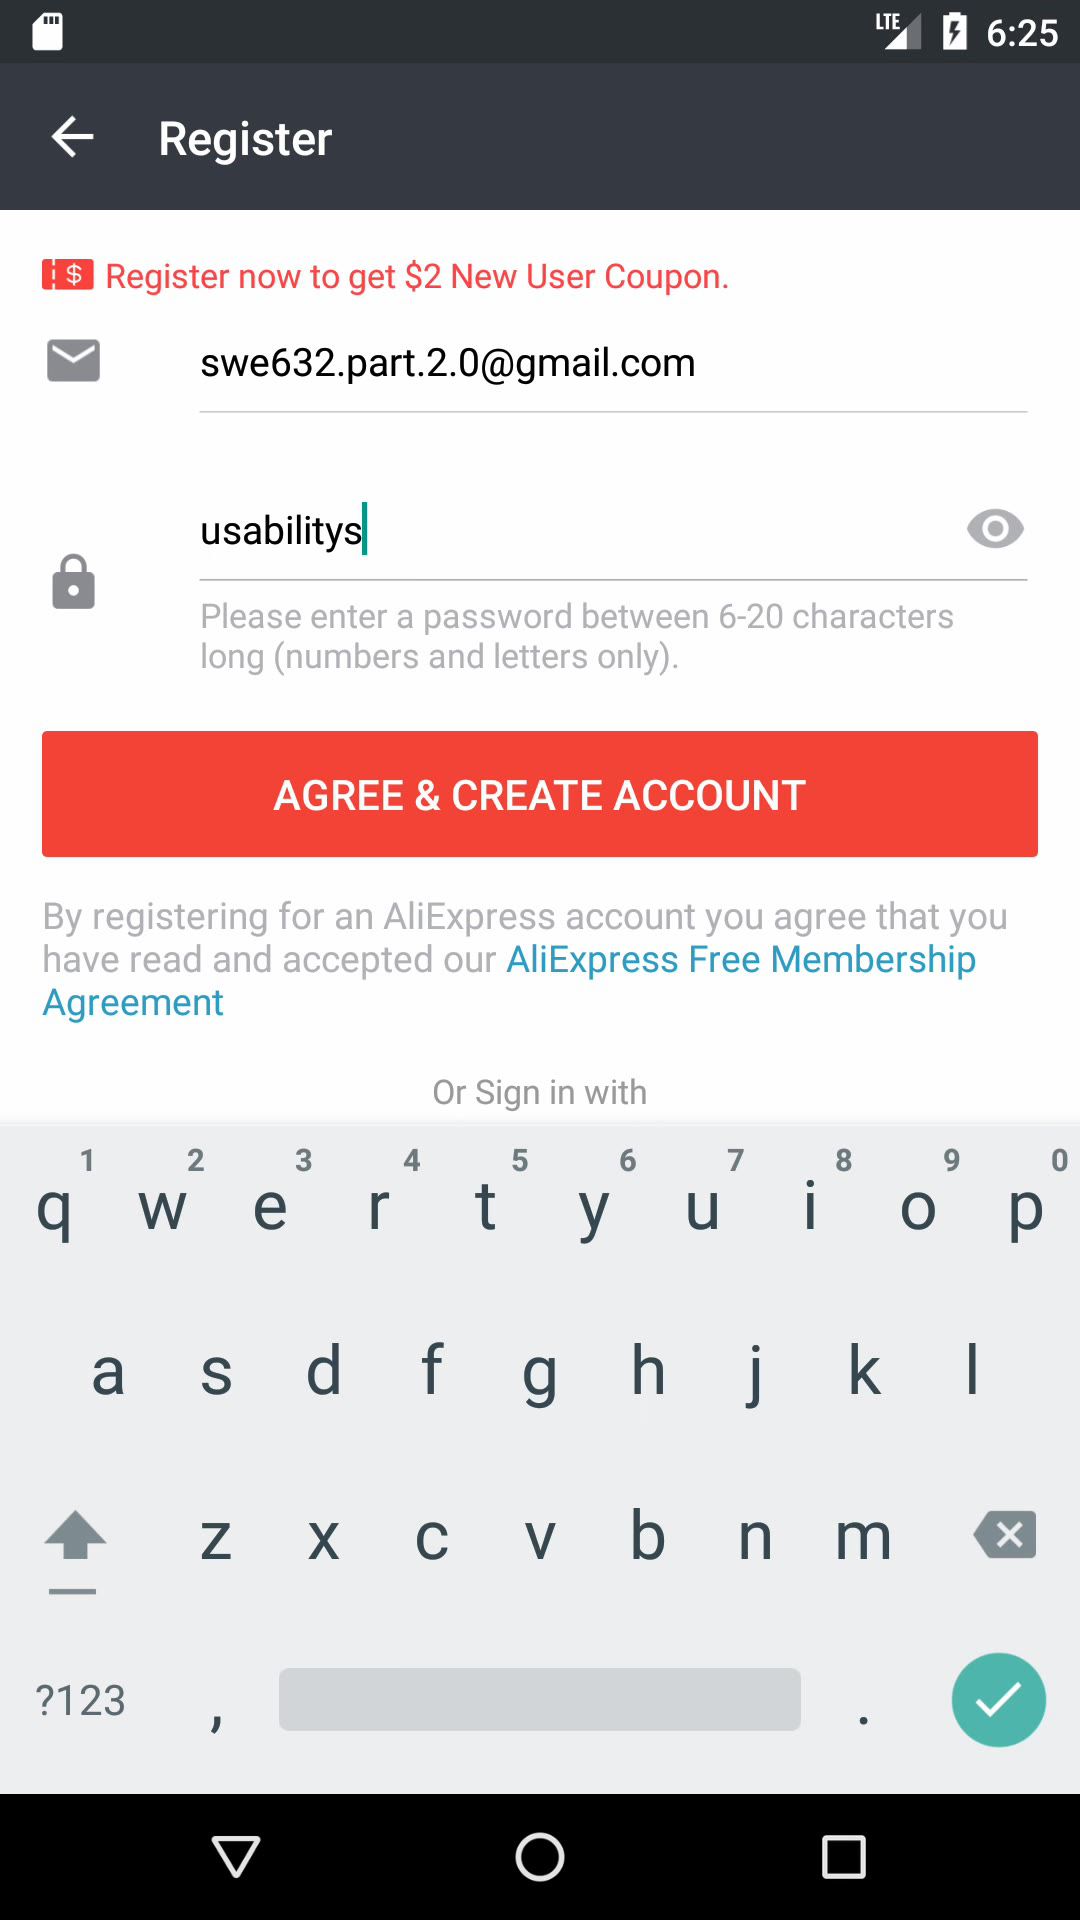 LTE 6:25
Register
$ Register now to get $2 New User Coupon.
swe632.part.2.0@gmail.com
usabilitys
Please enter a password between 6-20 characters
long (numbers and letters only).
AGREE & CREATE ACCOUNT
By registering for an AliExpress account you agree that you
have read and accepted our AliExpress Free Membership
Agreement
Or Sign in with
1 2 3 4 5 6 7 8 9 0
q w e r t y u i o p
a s d f g h j k l
z x c v b n m
?123 , .